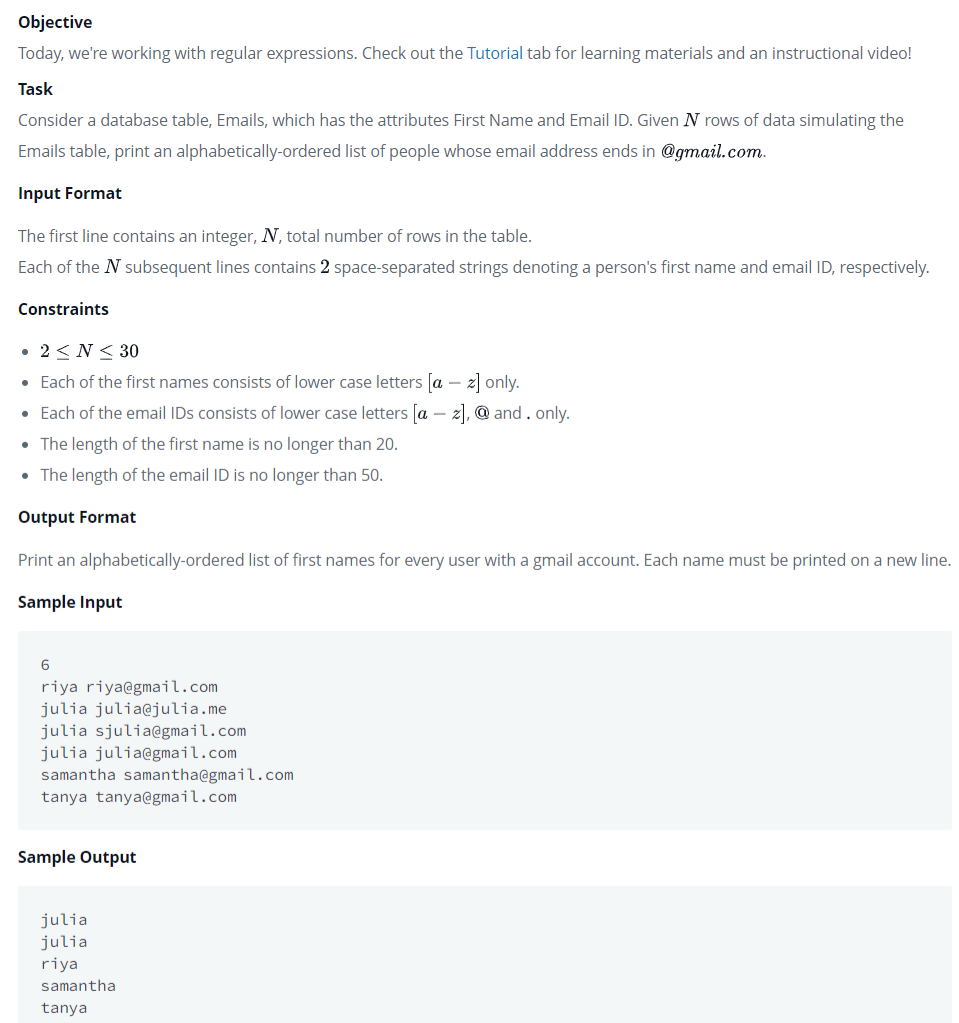 Objective
Today, we're working with regular expressions. Check out the Tutorial tab for learning materials and an instructional video!
Task
Consider a database table, Emails, which has the attributes First Name and Email ID. Given N rows of data simulating the
Emails table, print an alphabetically-ordered list of people whose email address ends in @gmail.com.
Input Format
The first line contains an integer, N, total number of rows in the table.
Each of the N subsequent lines contains 2 space-separated strings denoting a person's first name and email ID, respectively.
Constraints
• 2 ≤ N ≤ 30
• Each of the first names consists of lower case letters [a − z] only.
• Each of the email IDs consists of lower case letters [a − z], @ and . only.
• The length of the first name is no longer than 20.
• The length of the email ID is no longer than 50.
Output Format
Print an alphabetically-ordered list of first names for every user with a gmail account. Each name must be printed on a new line.
Sample Input
6
riya riya@gmail.com
julia julia@julia.me
julia sjulia@gmail.com
julia julia@gmail.com
samantha samantha@gmail.com
tanya tanya@gmail.com
Sample Output
julia
julia
riya
samantha
tanya